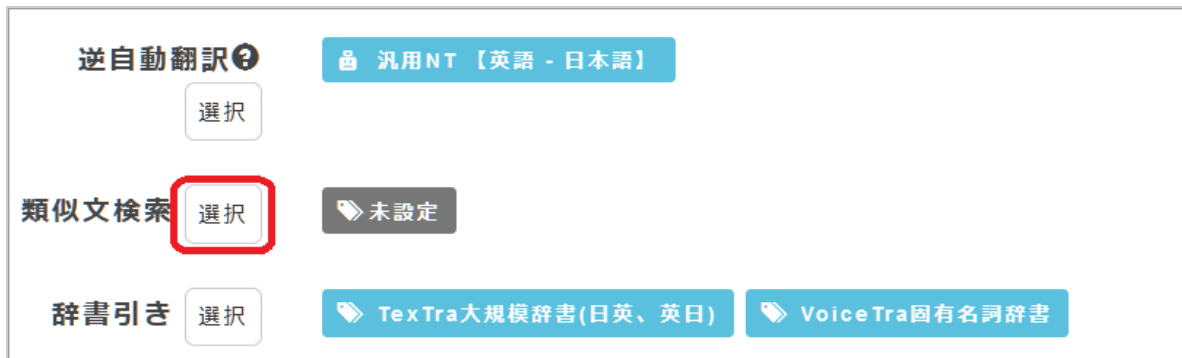 逆自動翻訳? 汎用NT 【英語 - 日本語】
選択
類似文検索 選択 未設定
辞書引き 選択 TexTra大規模辞書(日英、英日) VoiceTra固有名詞辞書